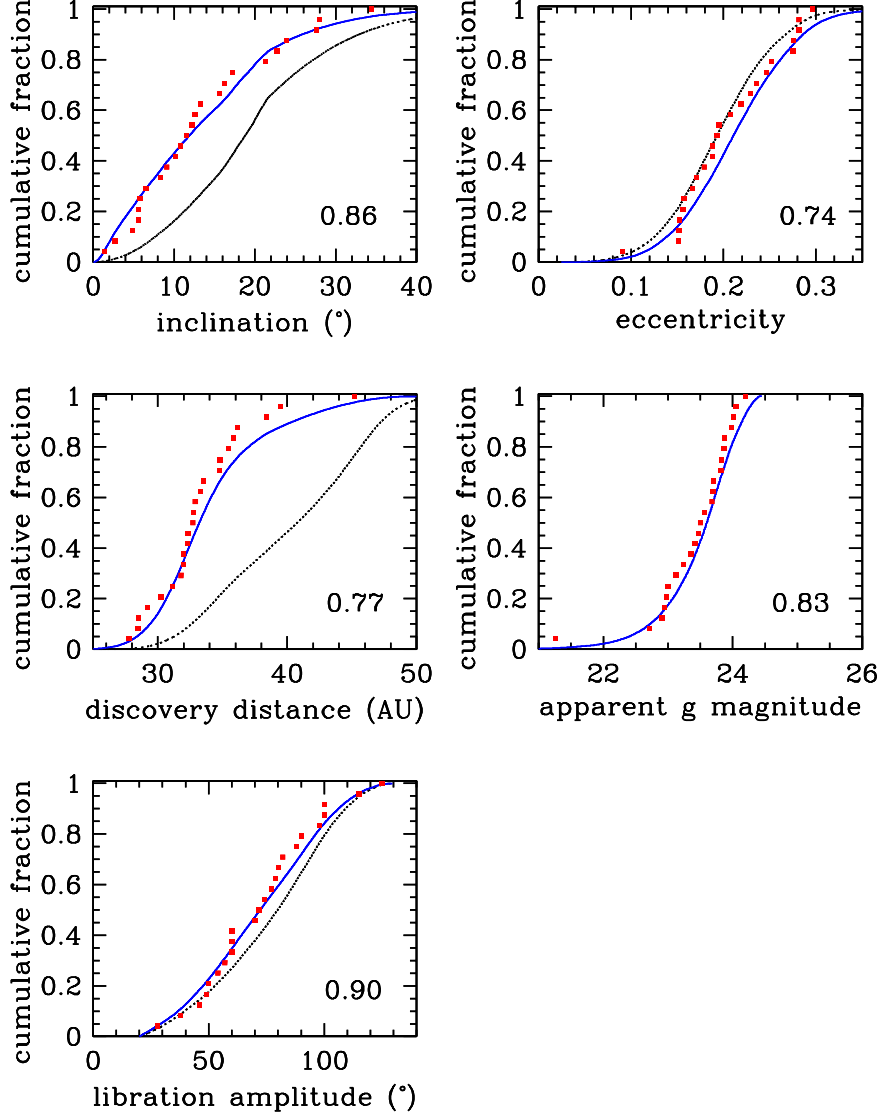 cumulative fraction
1
0.8
0.6
0.4
0.2
0
0.86
0 10 20 30 40
inclination (°)
cumulative fraction
1
0.8
0.6
0.4
0.2
0
0.74
0 0.1 0.2 0.3
eccentricity
cumulative fraction
1
0.8
0.6
0.4
0.2
0
0.77
30 40 50
discovery distance (AU)
cumulative fraction
1
0.8
0.6
0.4
0.2
0
0.83
22 24 26
apparent g magnitude
cumulative fraction
1
0.8
0.6
0.4
0.2
0
0.90
0 50 100
libration amplitude (°)